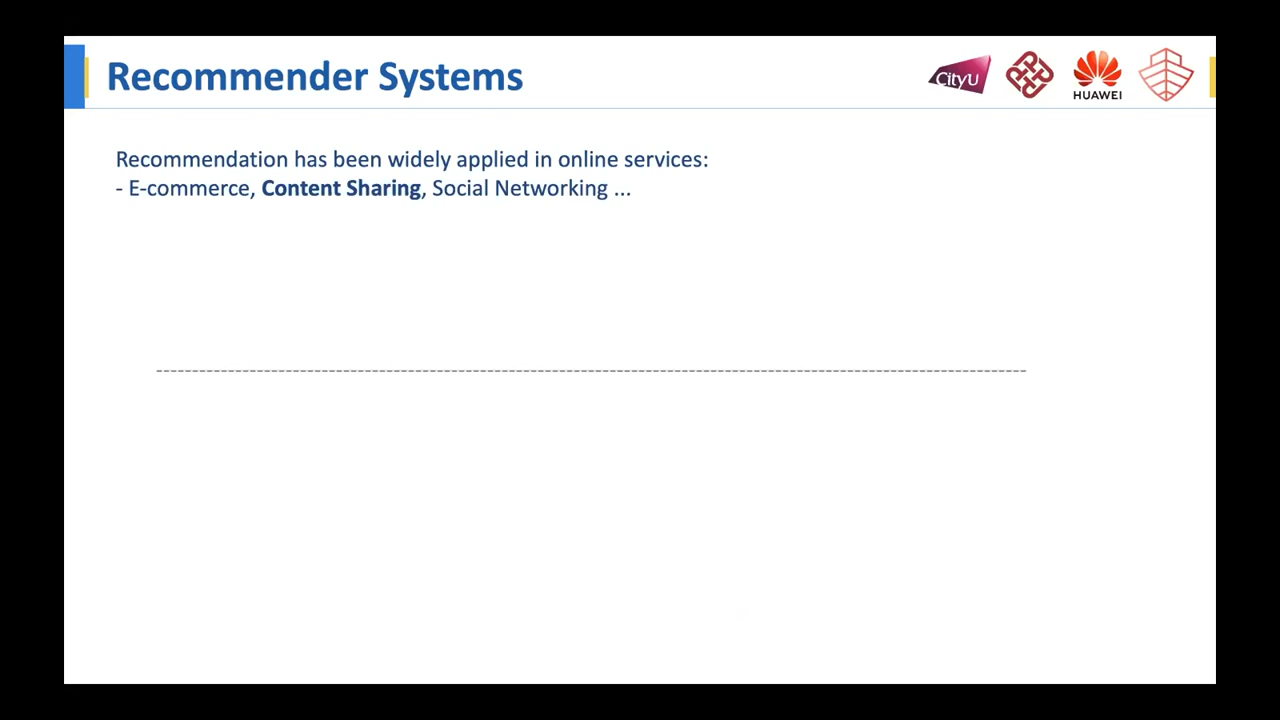 Recommender Systems
CityU
HUAWEI
Recommendation has been widely applied in online services:
- E-commerce, Content Sharing, Social Networking ...